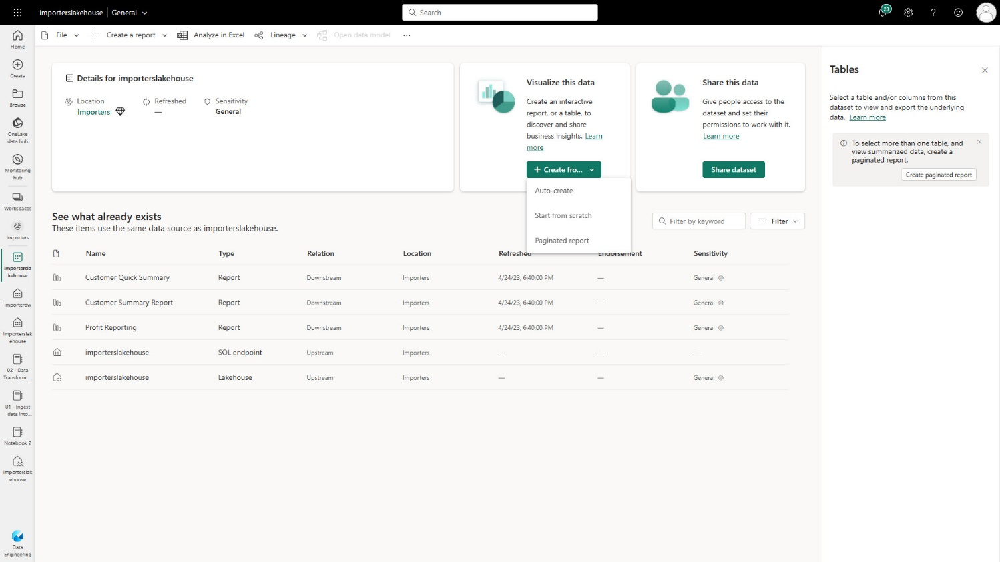 importerslakehouse | General
Search
23
File
Create a report
Analyze in Excel
Lineage
Open data model
...
Home
Create
Browse
OneLake
data hub
Monitoring
hub
Workspaces
Importers
importersla
kehouse
importerdw
importerslak
ehouse
02 - Data
Transform...
01 - Ingest
data into...
Notebook 2
importerslak
ehouse
Data
Engineering
Details for importerslakehouse
Location
Importers
Refreshed
—
Sensitivity
General
Visualize this data
Create an interactive
report, or a table, to
discover and share
business insights. Learn
more
+ Create fro...
Auto-create
Start from scratch
Paginated report
Share this data
Give people access to the
dataset and set their
permissions to work with it.
Learn more
Share dataset
See what already exists
These items use the same data source as importerslakehouse.
Filter by keyword
Filter
Name Type Relation Location Refreshed Endorsement Sensitivity
Customer Quick Summary Report Downstream Importers 4/24/23, 6:40:00 PM — General
Customer Summary Report Report Downstream Importers 4/24/23, 6:40:00 PM — General
Profit Reporting Report Downstream Importers 4/24/23, 6:40:00 PM — General
importerslakehouse SQL endpoint Upstream Importers — — —
importerslakehouse Lakehouse Upstream Importers — — General
Tables
Select a table and/or columns from this
dataset to view and export the underlying
data. Learn more
To select more than one table, and
view summarized data, create a
paginated report.
Create paginated report